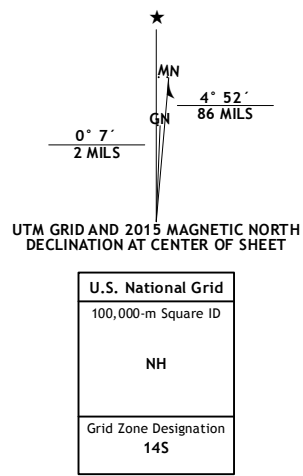 ★
MN
GN
4° 52´
86 MILS
0° 7´
2 MILS
UTM GRID AND 2015 MAGNETIC NORTH
DECLINATION AT CENTER OF SHEET
U.S. National Grid
100,000-m Square ID
NH
Grid Zone Designation
14S